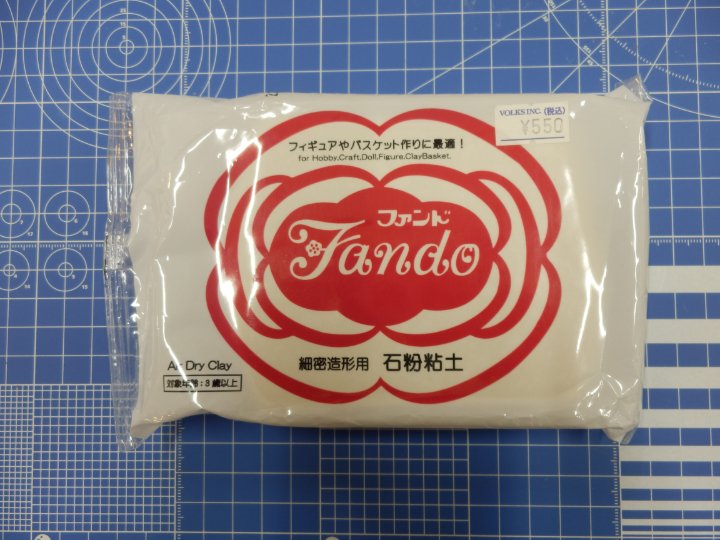 VOLKS INC. (税込)
¥550
フィギュアやバスケット作りに最適！
for Hobby,Craft,Doll,Figure,ClayBasket.
ファンド
Fando
細密造形用 石粉粘土
Air Dry Clay
対象年齢：3歳以上